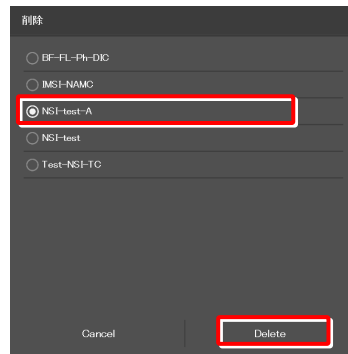 削除
BF-FL-Ph-DIC
IMSI-NAMC
NSI-test-A
NSI-test
Test-NSI-TC
Cancel
Delete